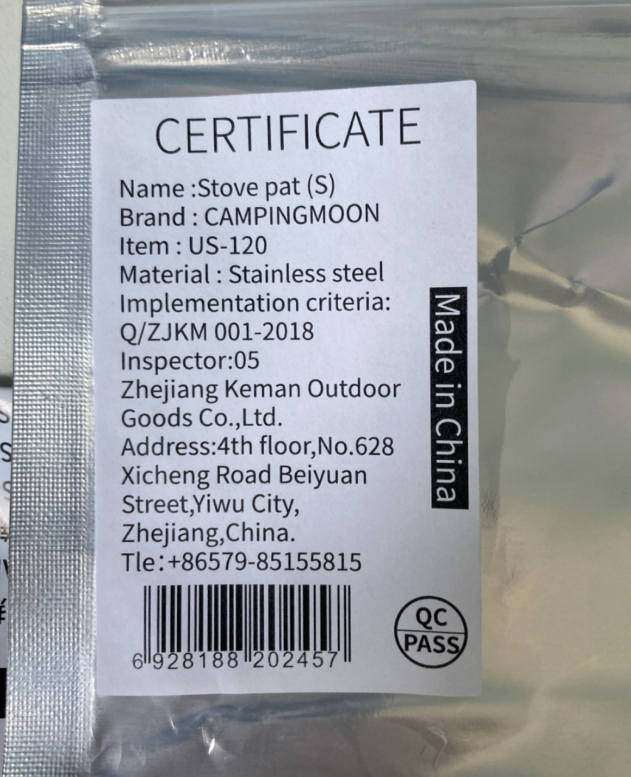 CERTIFICATE
Name :Stove pat (S)
Brand : CAMPINGMOON
Item : US-120
Material : Stainless steel
Implementation criteria:
Q/ZJKM 001-2018
Inspector:05
Zhejiang Keman Outdoor
Goods Co.,Ltd.
Address:4th floor,No.628
Xicheng Road Beiyuan
Street,Yiwu City,
Zhejiang,China.
Tle:+86579-85155815
6 928188 202457
Made in China
QC
PASS